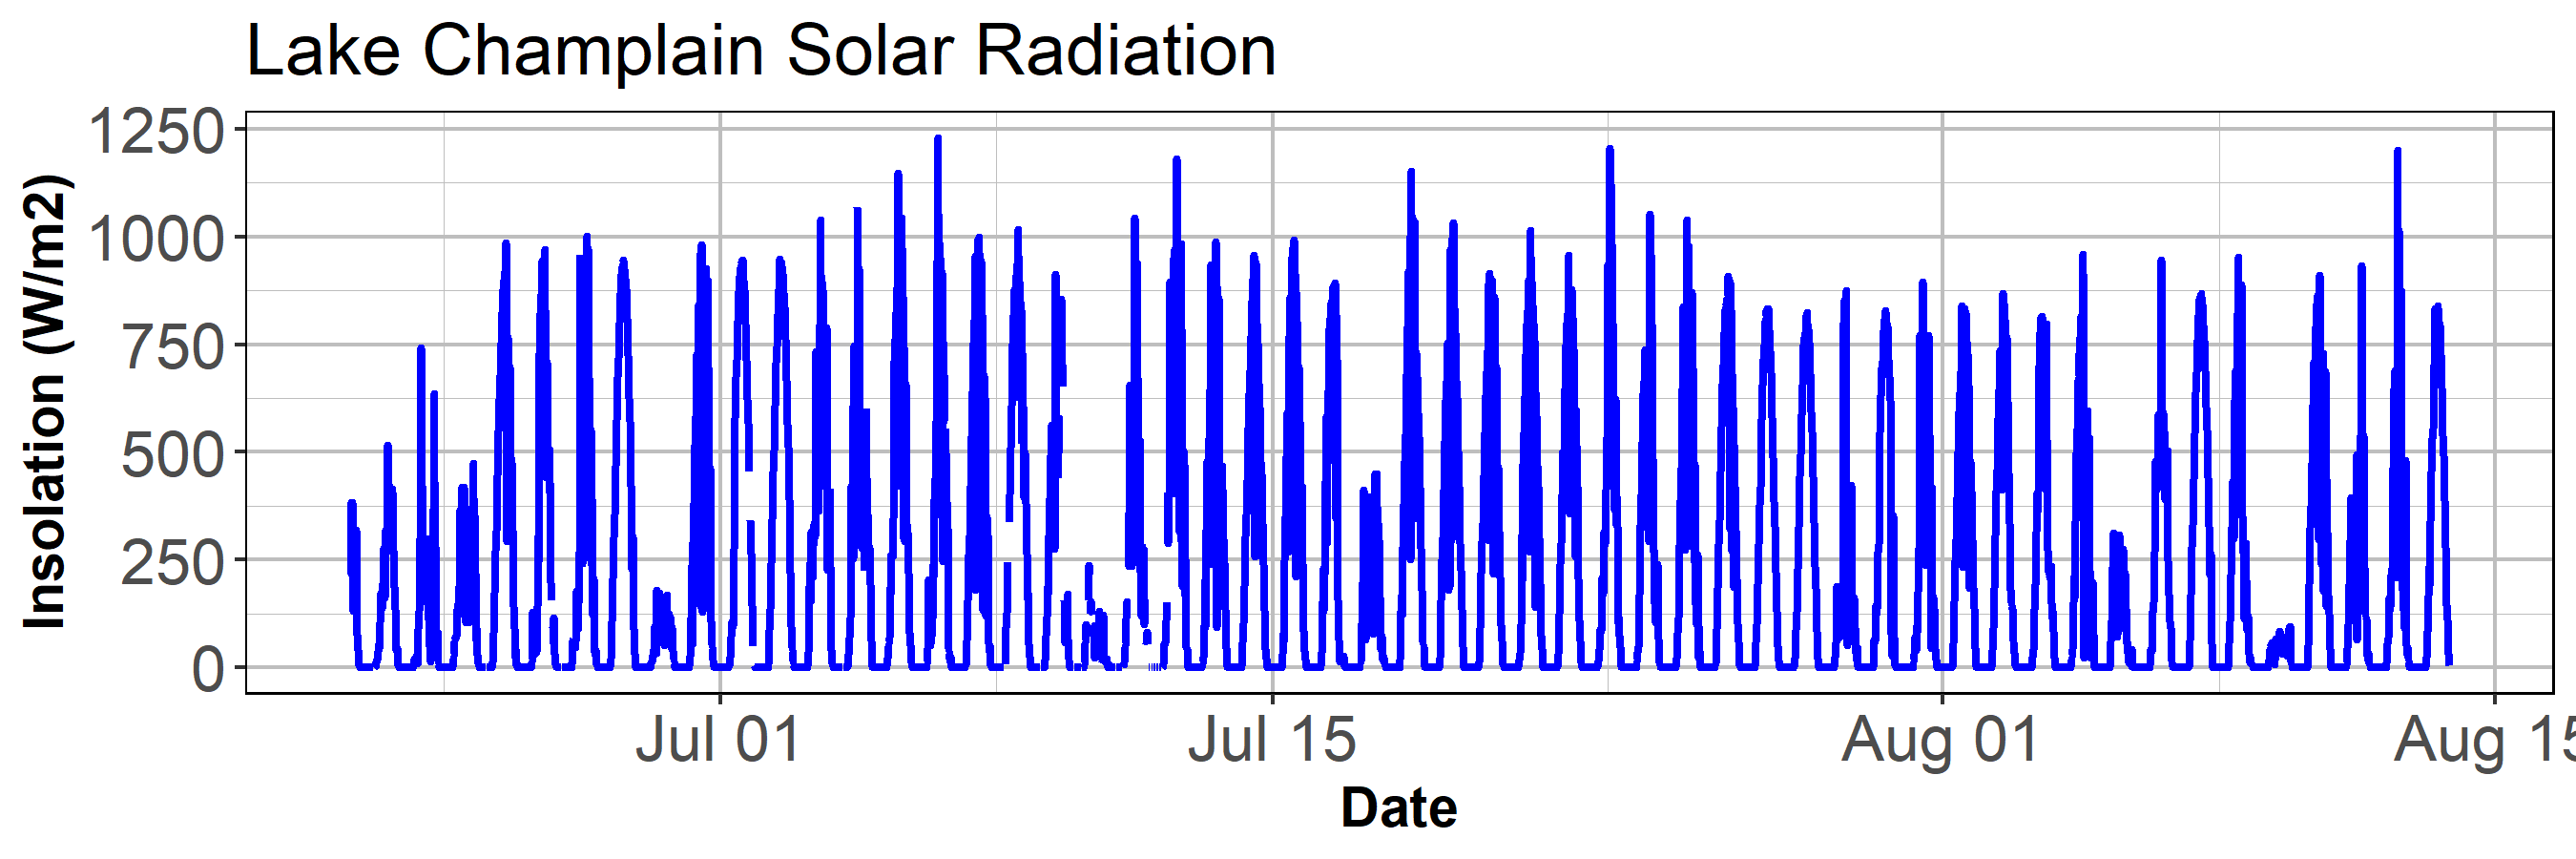 Lake Champlain Solar Radiation
1250
1000
750
500
250
0
Insolation (W/m2)
Jul 01
Jul 15
Aug 01
Aug 15
Date